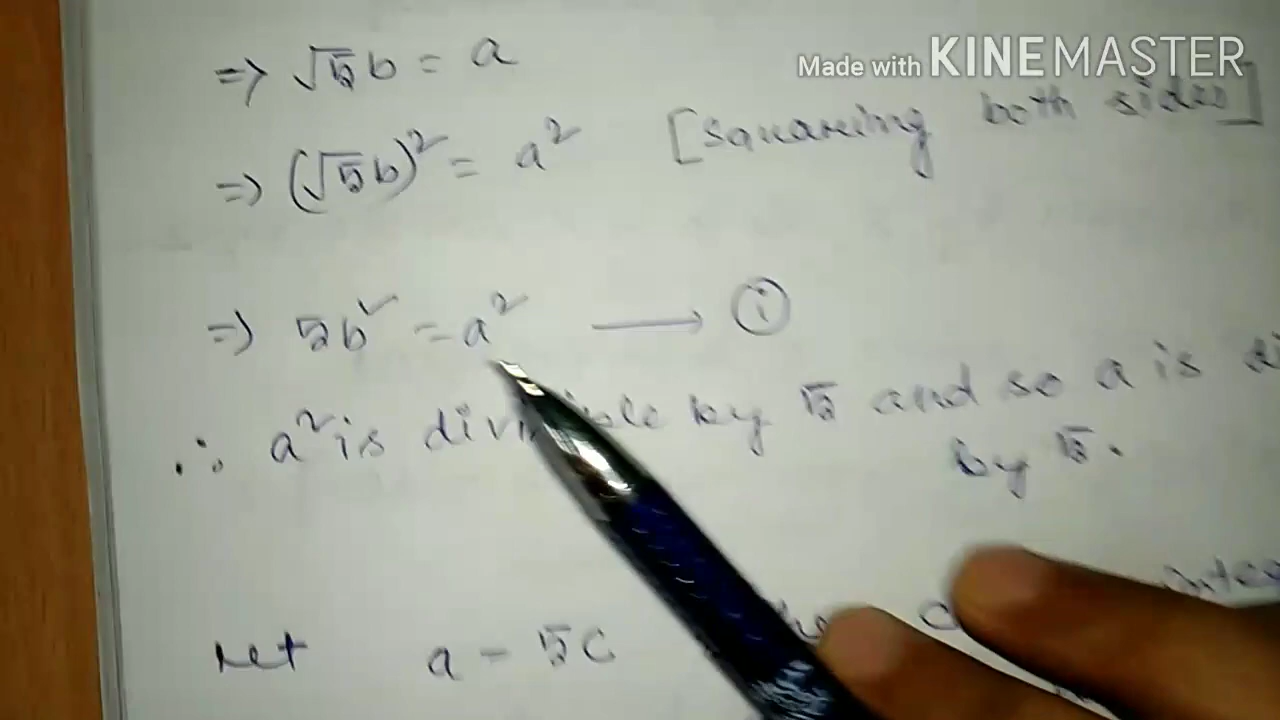 Made with KINEMASTER
⇒ √5b = a
⇒ (√5b)² = a² [squaring both sides]
⇒ 5b² = a² → (i)
∴ a² is divisible by 5 and so a is
by 5.
Let a = 5c